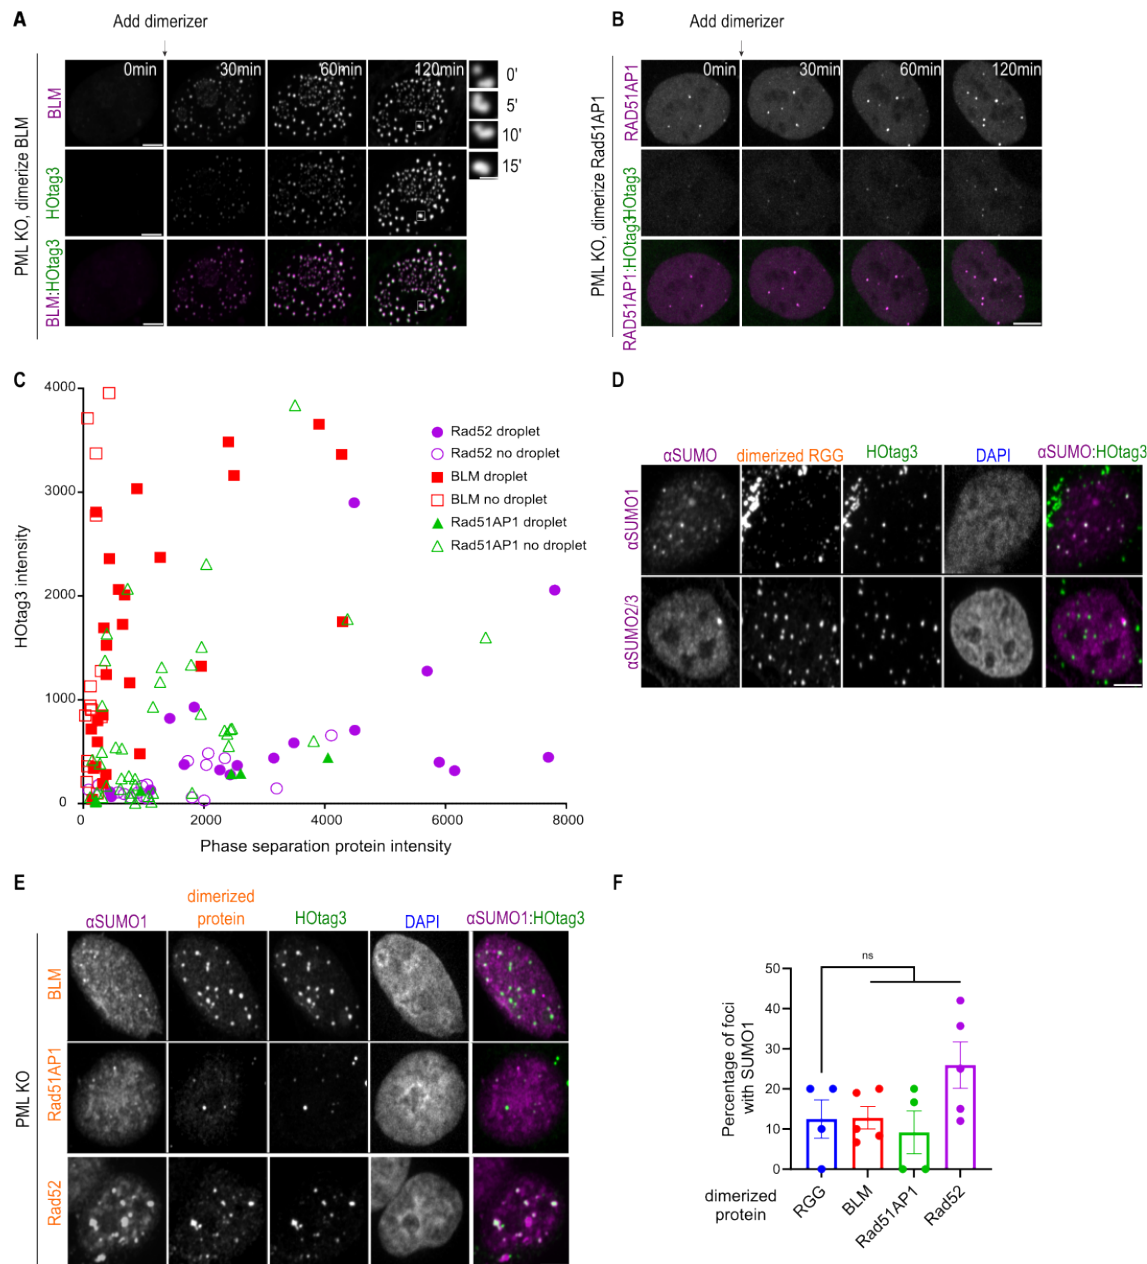 A
Add dimerizer
0min
30min
60min
120min
0'
5'
10'
15'
PML KO, dimerize BLM
BLM
HOtag3
BLM:HOtag3
B
Add dimerizer
0min
30min
60min
120min
PML KO, dimerize Rad51AP1
RAD51AP1
HOtag3
RAD51AP1:HOtag3
C
HOtag3 intensity
4000
3000
2000
1000
0
0
2000
4000
6000
8000
Phase separation protein intensity
Rad52 droplet
Rad52 no droplet
BLM droplet
BLM no droplet
Rad51AP1 droplet
Rad51AP1 no droplet
D
αSUMO
dimerized RGG
HOtag3
DAPI
αSUMO:HOtag3
αSUMO1
αSUMO2/3
E
αSUMO1
dimerized
protein
HOtag3
DAPI
αSUMO1:HOtag3
PML KO
BLM
Rad51AP1
Rad52
F
ns
Percentage of foci
with SUMO1
50
40
30
20
10
0
dimerized
protein
RGG
BLM
Rad51AP1
Rad52